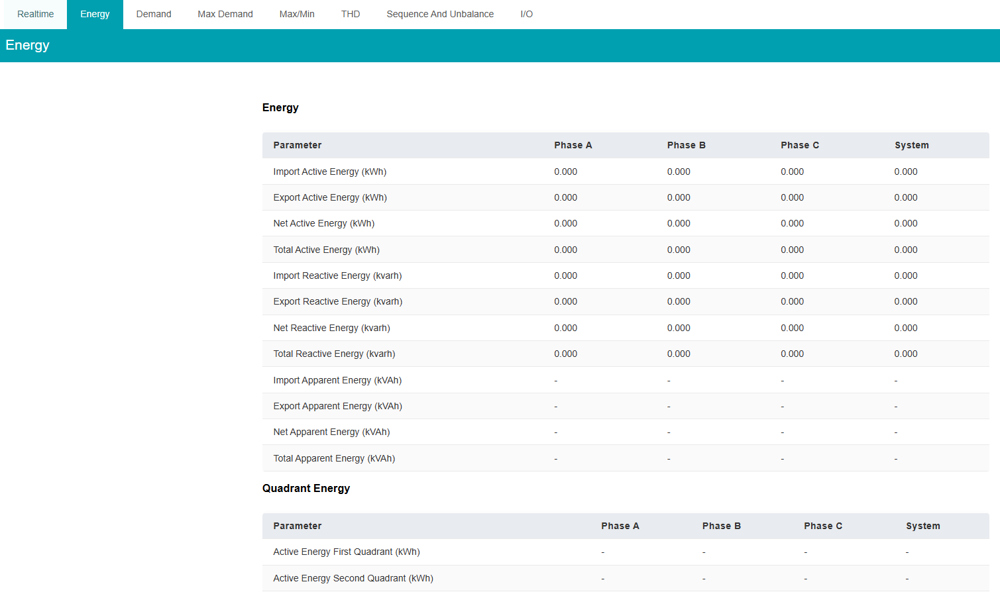 Realtime Energy Demand Max Demand Max/Min THD Sequence And Unbalance I/O
Energy
Energy
Parameter Phase A Phase B Phase C System
Import Active Energy (kWh) 0.000 0.000 0.000 0.000
Export Active Energy (kWh) 0.000 0.000 0.000 0.000
Net Active Energy (kWh) 0.000 0.000 0.000 0.000
Total Active Energy (kWh) 0.000 0.000 0.000 0.000
Import Reactive Energy (kvarh) 0.000 0.000 0.000 0.000
Export Reactive Energy (kvarh) 0.000 0.000 0.000 0.000
Net Reactive Energy (kvarh) 0.000 0.000 0.000 0.000
Total Reactive Energy (kvarh) 0.000 0.000 0.000 0.000
Import Apparent Energy (kVAh) - - - -
Export Apparent Energy (kVAh) - - - -
Net Apparent Energy (kVAh) - - - -
Total Apparent Energy (kVAh) - - - -
Quadrant Energy
Parameter Phase A Phase B Phase C System
Active Energy First Quadrant (kWh) - - - -
Active Energy Second Quadrant (kWh) - - - -